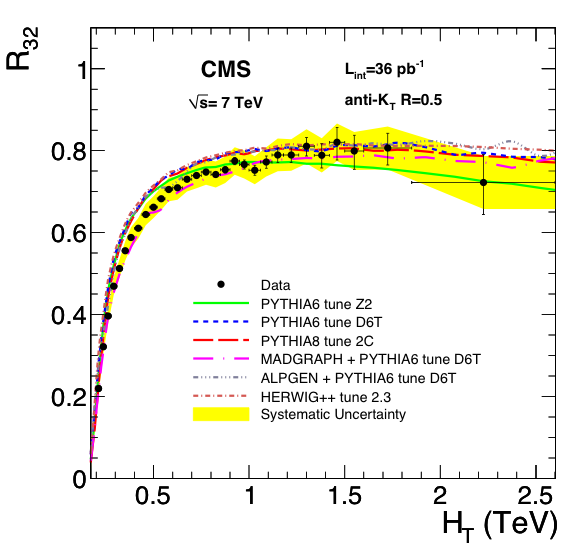 R32
1
0.8
0.6
0.4
0.2
0
CMS
Lint=36 pb-1
√s= 7 TeV
anti-KT R=0.5
Data
PYTHIA6 tune Z2
PYTHIA6 tune D6T
PYTHIA8 tune 2C
MADGRAPH + PYTHIA6 tune D6T
ALPGEN + PYTHIA6 tune D6T
HERWIG++ tune 2.3
Systematic Uncertainty
0.5 1 1.5 2 2.5
HT (TeV)